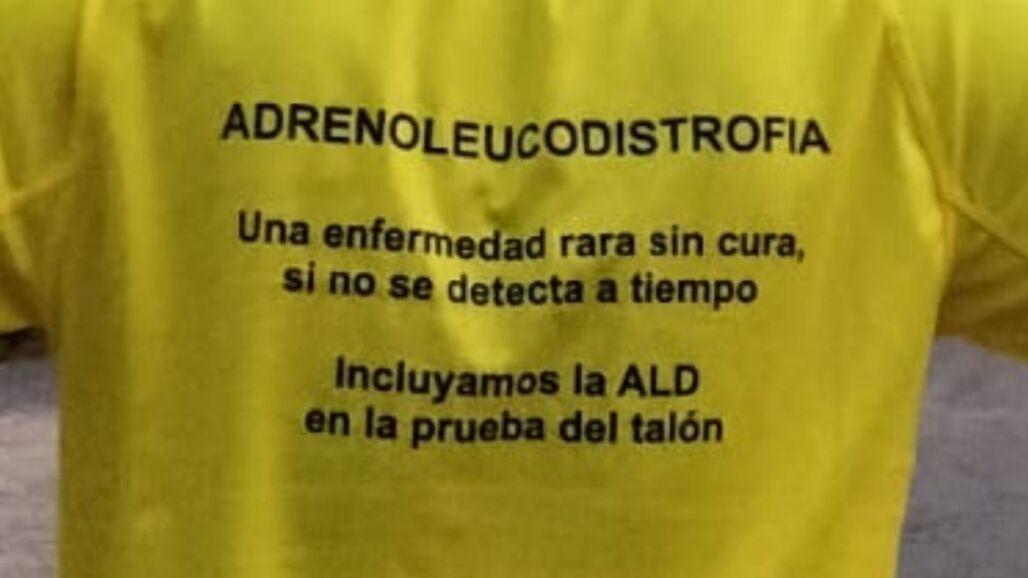 ADRENOLEUCODISTROFIA
Una enfermedad rara sin cura,
si no se detecta a tiempo
Incluyamos la ALD
en la prueba del talón